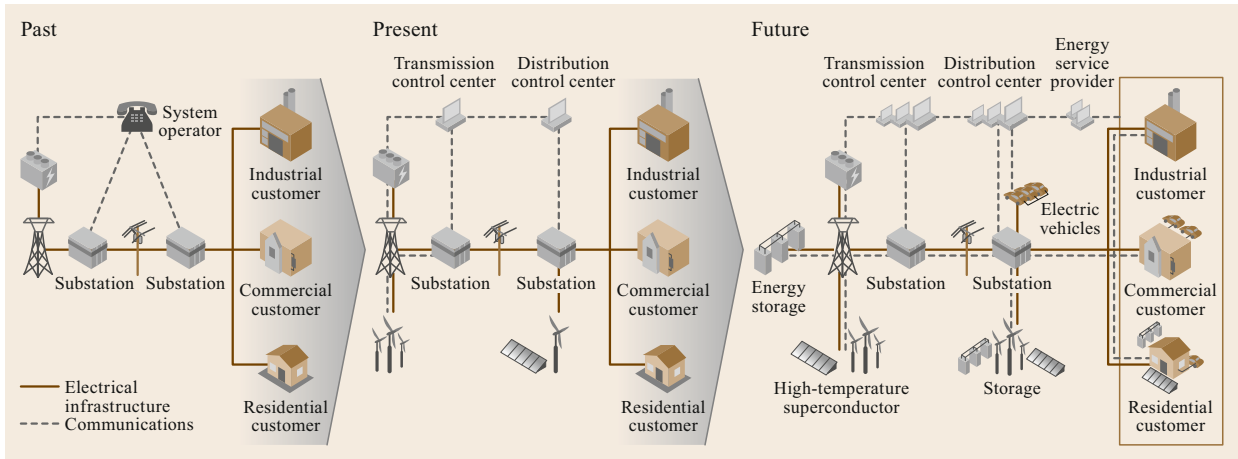 Past
System
operator
Substation
Substation
Industrial
customer
Commercial
customer
Residential
customer
Electrical
infrastructure
Communications
Present
Transmission
control center
Distribution
control center
Substation
Substation
Industrial
customer
Commercial
customer
Residential
customer
Future
Transmission
control center
Distribution
control center
Energy
service
provider
Electric
vehicles
Energy
storage
Substation
Substation
High-temperature
superconductor
Storage
Industrial
customer
Commercial
customer
Residential
customer